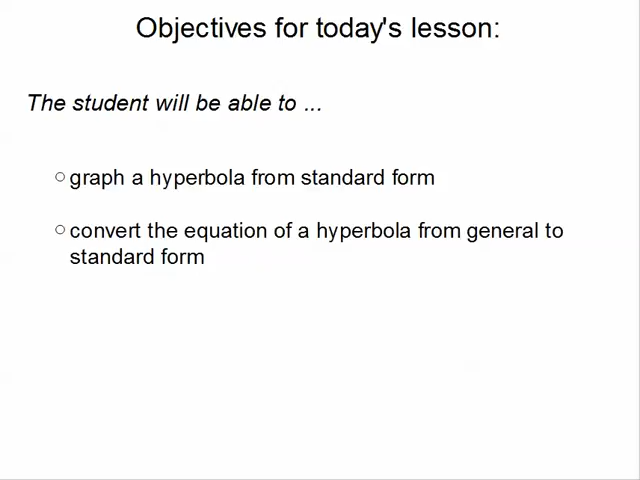 Objectives for today's lesson:
The student will be able to ...
○ graph a hyperbola from standard form
○ convert the equation of a hyperbola from general to
standard form